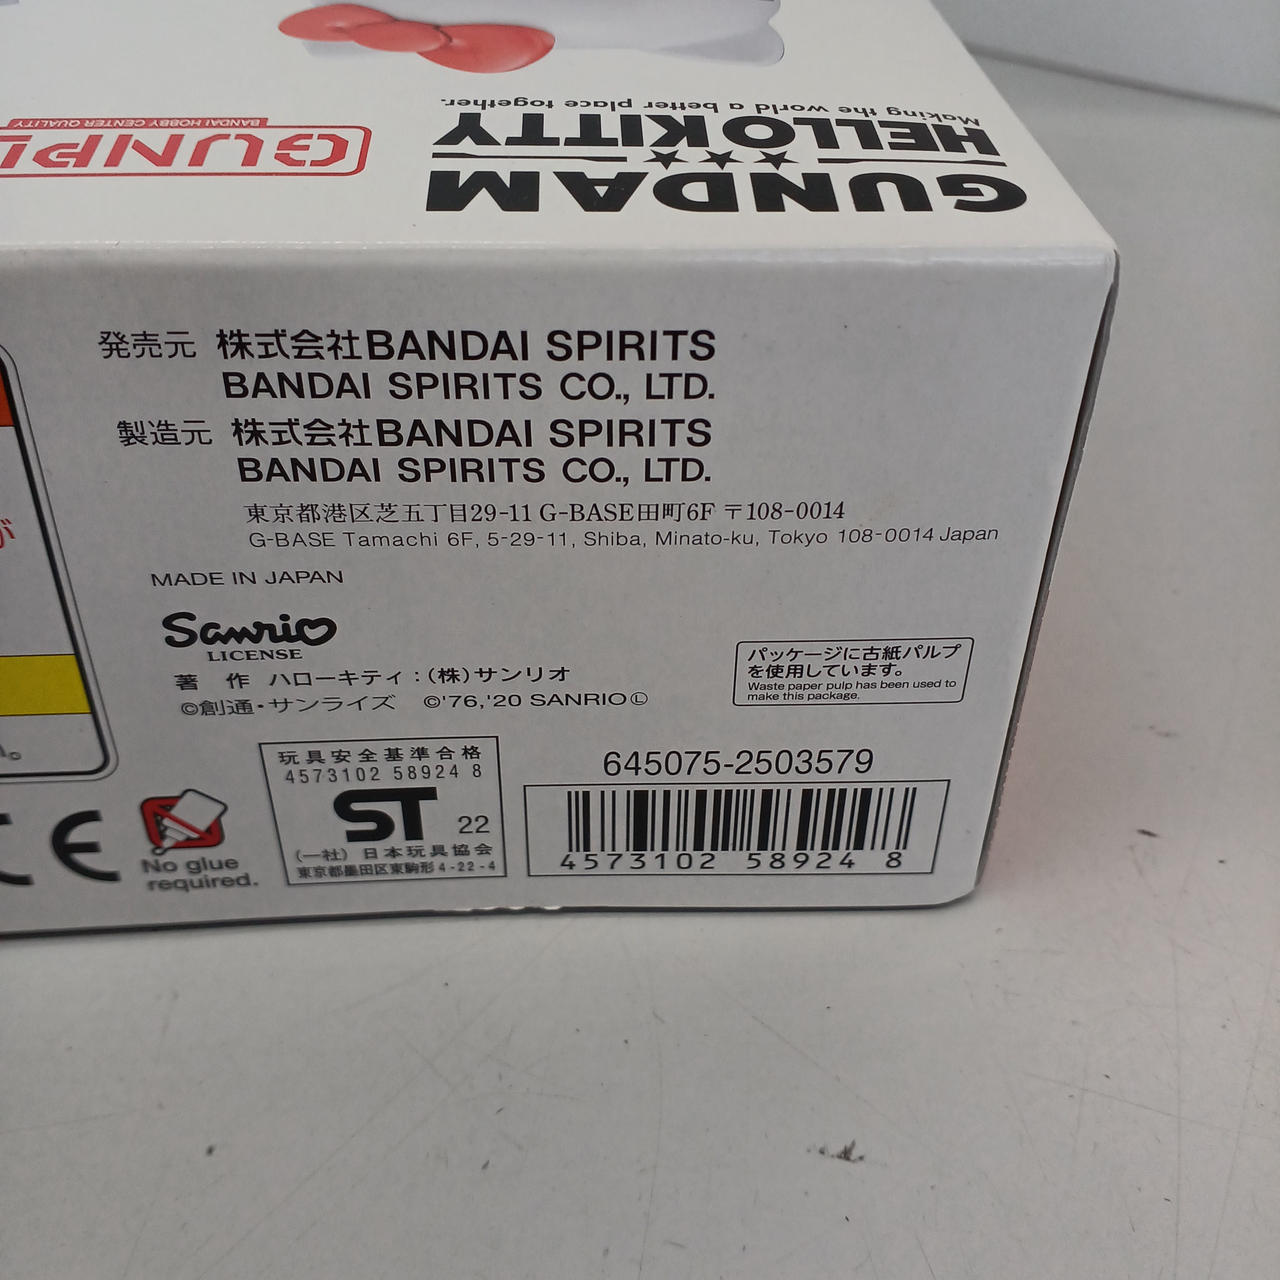 Making the world a better place together.
HELLO KITTY
GUNDAM
BANDAI HOBBY CENTER QUALITY
発売元 株式会社BANDAI SPIRITS
BANDAI SPIRITS CO., LTD.
製造元 株式会社BANDAI SPIRITS
BANDAI SPIRITS CO., LTD.
東京都港区芝五丁目29-11 G-BASE田町6F 〒108-0014
G-BASE Tamachi 6F, 5-29-11, Shiba, Minato-ku, Tokyo 108-0014 Japan
MADE IN JAPAN
Sanrio
LICENSE
著 作 ハローキティ:(株)サンリオ
©創通・サンライズ ©'76,'20 SANRIO Ⓛ
パッケージに古紙パルプ
を使用しています。
Waste paper pulp has been used to
make this package.
玩具安全基準合格
4573102 58924 8
ST 22
(一社) 日本玩具協会
東京都墨田区東駒形4-22-4
645075-2503579
4573102 58924 8
CE
No glue
required.
が